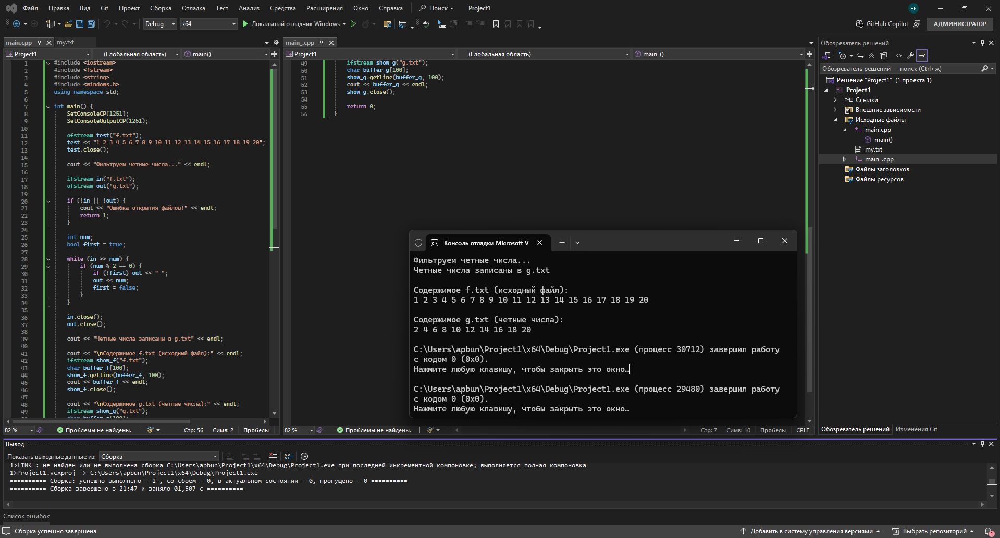 Файл Правка Вид Git Проект Сборка Отладка Тест Анализ Средства Расширения Окно Справка Поиск Project1
Debug x64 Локальный отладчик Windows GitHub Copilot АДМИНИСТРАТОР
main.cpp my.txt
Project1 (Глобальная область) main()
1 #include <iostream>
2 #include <fstream>
3 #include <string>
4 #include <windows.h>
5 using namespace std;
6
7 int main() {
8 SetConsoleCP(1251);
9 SetConsoleOutputCP(1251);
10
11 ofstream test("f.txt");
12 test << "1 2 3 4 5 6 7 8 9 10 11 12 13 14 15 16 17 18 19 20";
13 test.close();
14
15 cout << "Фильтруем четные числа..." << endl;
16
17 ifstream in("f.txt");
18 ofstream out("g.txt");
19
20 if (!in || !out) {
21 cout << "Ошибка открытия файлов!" << endl;
22 return 1;
23 }
24
25 int num;
26 bool first = true;
27
28 while (in >> num) {
29 if (num % 2 == 0) {
30 if (!first) out << " ";
31 out << num;
32 first = false;
33 }
34 }
35
36 in.close();
37 out.close();
38
39 cout << "Четные числа записаны в g.txt" << endl;
40
41 cout << "\nСодержимое f.txt (исходный файл):" << endl;
42 ifstream show_f("f.txt");
43 char buffer_f[100];
44 show_f.getline(buffer_f, 100);
45 cout << buffer_f << endl;
46 show_f.close();
47
48 cout << "\nСодержимое g.txt (четные числа):" << endl;
49 ifstream show_g("g.txt");
82 % Проблемы не найдены. Стр: 56 Симв: 2 Пробелы
main_.cpp
Project1 (Глобальная область) main_()
49 ifstream show_g("g.txt");
50 char buffer_g[100];
51 show_g.getline(buffer_g, 100);
52 cout << buffer_g << endl;
53 show_g.close();
54
55 return 0;
56 }
82 % Проблемы не найдены. Стр: 7 Симв: 10 Пробелы CRLF
Консоль отладки Microsoft Vi
Фильтруем четные числа...
Четные числа записаны в g.txt
Содержимое f.txt (исходный файл):
1 2 3 4 5 6 7 8 9 10 11 12 13 14 15 16 17 18 19 20
Содержимое g.txt (четные числа):
2 4 6 8 10 12 14 16 18 20
C:\Users\apbun\Project1\x64\Debug\Project1.exe (процесс 30712) завершил работу
с кодом 0 (0x0).
Нажмите любую клавишу, чтобы закрыть это окно…
C:\Users\apbun\Project1\x64\Debug\Project1.exe (процесс 29480) завершил работу
с кодом 0 (0x0).
Нажмите любую клавишу, чтобы закрыть это окно…
Обозреватель решений
Обозреватель решений — поиск (Ctrl+ж)
Решение "Project1" (1 проекта 1)
Project1
Ссылки
Внешние зависимости
Исходные файлы
main.cpp
main()
my.txt
main_.cpp
Файлы заголовков
Файлы ресурсов
Обозреватель решений Изменения Git
Вывод
Показать выходные данные из: Сборка
1>LINK : не найден или не выполнена сборка C:\Users\apbun\Project1\x64\Debug\Project1.exe при последней инкрементной компоновке; выполняется полная компоновка
1>Project1.vcxproj -> C:\Users\apbun\Project1\x64\Debug\Project1.exe
========== Сборка: успешно выполнено — 1 , со сбоем — 0, в актуальном состоянии — 0, пропущено — 0 ==========
========== Сборка завершено в 21:47 и заняло 01,507 с ==========
Список ошибок
Сборка успешно завершена Добавить в систему управления версиями Выбрать репозиторий 1